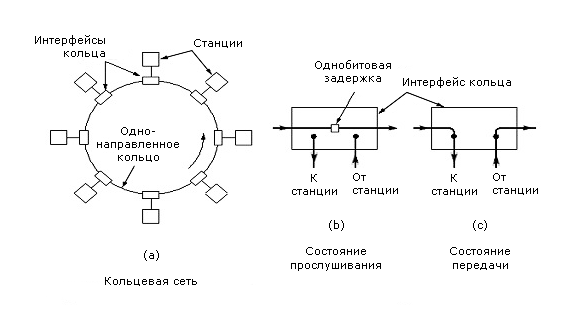 Интерфейсы
кольца
Станции
Одно-
направленное
кольцо
(a)
Кольцевая сеть
Однобитовая
задержка
Интерфейс кольца
К
станции
От
станции
(b)
Состояние
прослушивания
К
станции
От
станции
(c)
Состояние
передачи